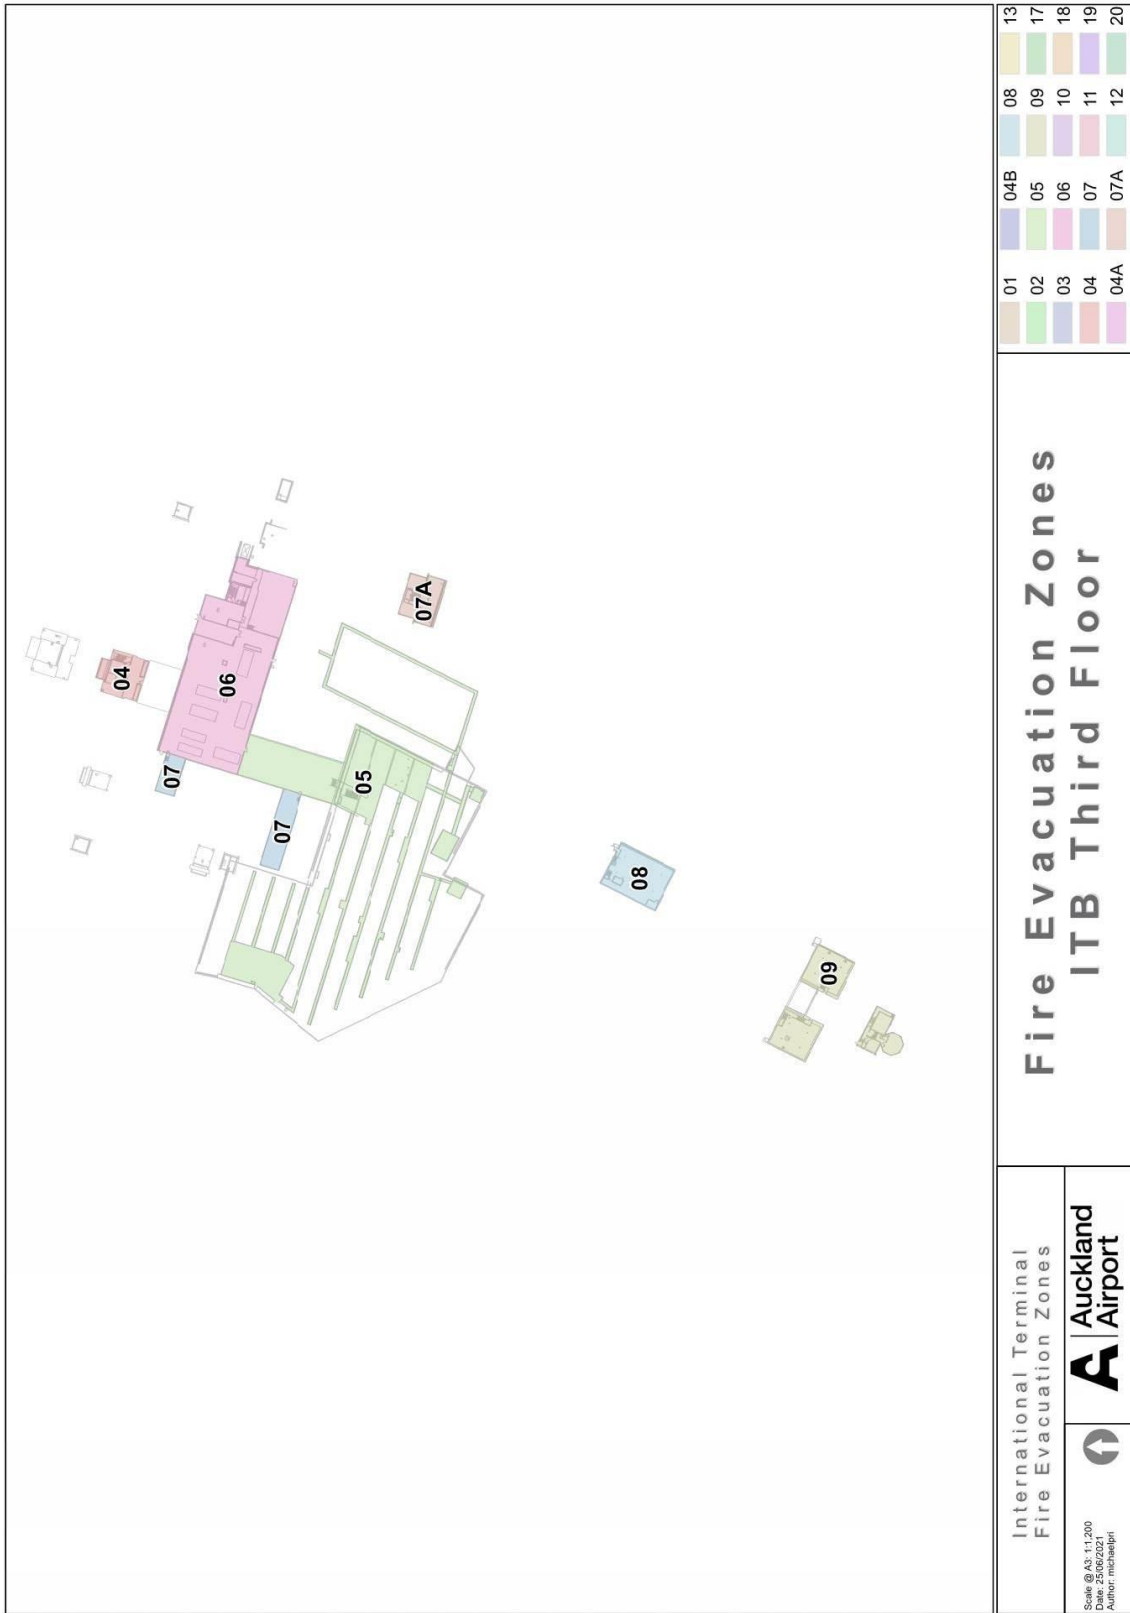 04
06
07
07
05
07A
08
09
International Terminal
Fire Evacuation Zones
Scale @ A3: 1:1,200
Date: 25/06/2021
Author: michaelpri
Auckland
Airport
Fire Evacuation Zones
ITB Third Floor
01 04B 08 13
02 05 09 17
03 06 10 18
04 07 11 19
04A 07A 12 20